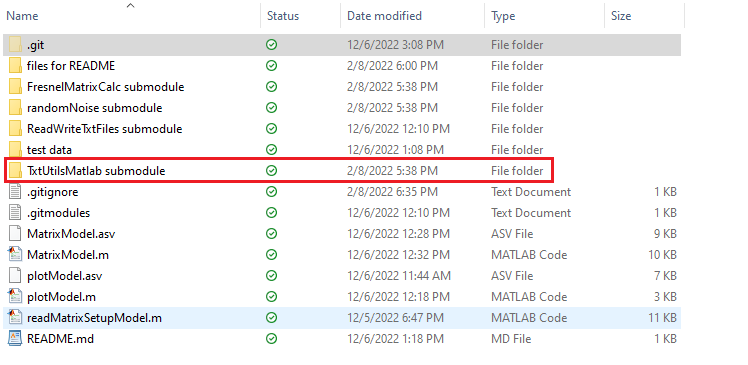 Name Status Date modified Type Size
.git 12/6/2022 3:08 PM File folder
files for README 2/8/2022 6:00 PM File folder
FresnelMatrixCalc submodule 2/8/2022 5:38 PM File folder
randomNoise submodule 2/8/2022 5:38 PM File folder
ReadWriteTxtFiles submodule 12/6/2022 12:10 PM File folder
test data 12/6/2022 1:08 PM File folder
TxtUtilsMatlab submodule 2/8/2022 5:38 PM File folder
.gitignore 2/8/2022 6:35 PM Text Document 1 KB
.gitmodules 12/6/2022 12:10 PM Text Document 1 KB
MatrixModel.asv 12/6/2022 12:28 PM ASV File 9 KB
MatrixModel.m 12/6/2022 12:32 PM MATLAB Code 10 KB
plotModel.asv 12/6/2022 11:44 AM ASV File 7 KB
plotModel.m 12/6/2022 12:18 PM MATLAB Code 3 KB
readMatrixSetupModel.m 12/5/2022 6:47 PM MATLAB Code 11 KB
README.md 12/6/2022 1:18 PM MD File 1 KB